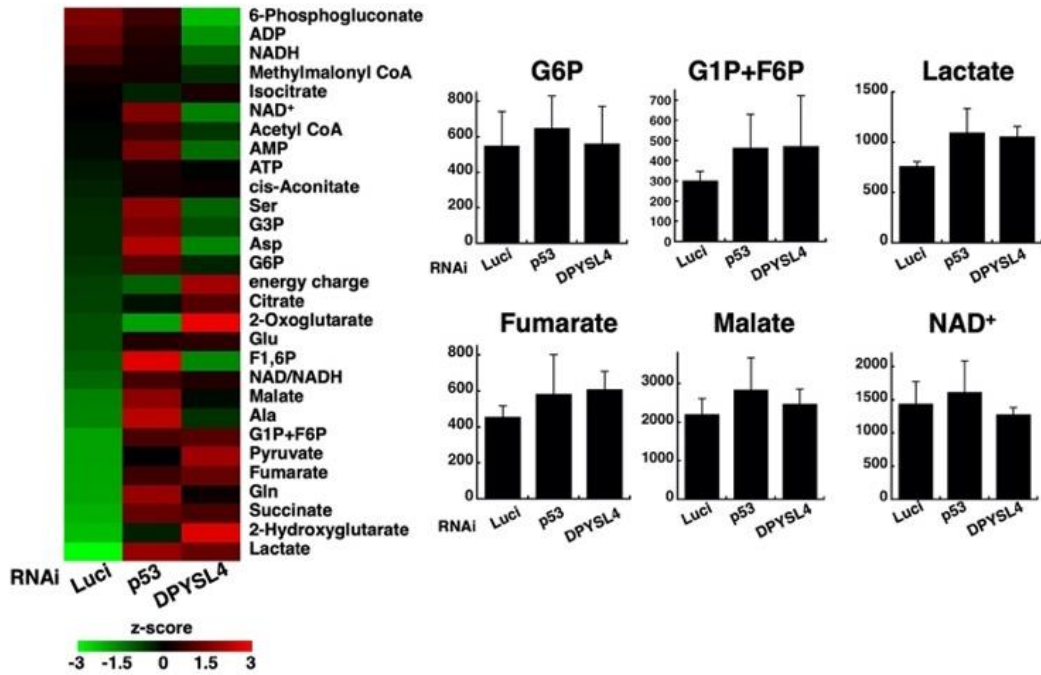 6-Phosphogluconate
ADP
NADH
Methylmalonyl CoA
Isocitrate
NAD⁺
Acetyl CoA
AMP
ATP
cis-Aconitate
Ser
G3P
Asp
G6P
energy charge
Citrate
2-Oxoglutarate
Glu
F1,6P
NAD/NADH
Malate
Ala
G1P+F6P
Pyruvate
Fumarate
Gln
Succinate
2-Hydroxyglutarate
Lactate
RNAi Luci p53 DPYSL4
z-score
-3 -1.5 0 1.5 3
G6P
800
600
400
200
0
RNAi Luci p53 DPYSL4
G1P+F6P
700
600
500
400
300
200
100
0
Luci p53 DPYSL4
Lactate
1500
1000
500
0
Luci p53 DPYSL4
Fumarate
800
600
400
200
0
RNAi Luci p53 DPYSL4
Malate
3000
2000
1000
0
Luci p53 DPYSL4
NAD⁺
2000
1500
1000
500
0
Luci p53 DPYSL4